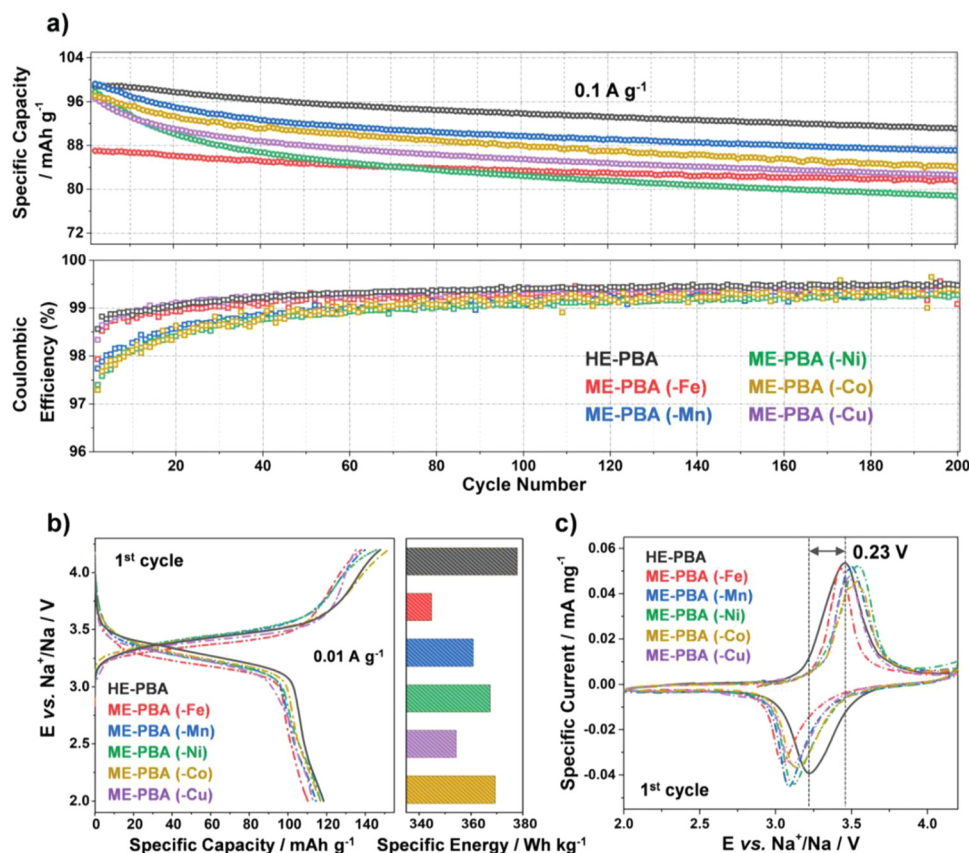 a)
104
96
88
80
72
Specific Capacity
/ mAh g⁻¹
0.1 A g⁻¹
100
99
98
97
96
Coulombic
Efficiency (%)
HE-PBA
ME-PBA (-Fe)
ME-PBA (-Mn)
ME-PBA (-Ni)
ME-PBA (-Co)
ME-PBA (-Cu)
20 40 60 80 100 120 140 160 180 200
Cycle Number
b)
1st cycle
4.0
3.5
3.0
2.5
2.0
E vs. Na⁺/Na / V
0.01 A g⁻¹
HE-PBA
ME-PBA (-Fe)
ME-PBA (-Mn)
ME-PBA (-Ni)
ME-PBA (-Co)
ME-PBA (-Cu)
0 20 40 60 80 100 120 140
Specific Capacity / mAh g⁻¹
340 360 380
Specific Energy / Wh kg⁻¹
c)
0.06
0.04
0.02
0.00
-0.02
-0.04
Specific Current / mA mg⁻¹
HE-PBA
ME-PBA (-Fe)
ME-PBA (-Mn)
ME-PBA (-Ni)
ME-PBA (-Co)
ME-PBA (-Cu)
0.23 V
1st cycle
2.0 2.5 3.0 3.5 4.0
E vs. Na⁺/Na / V